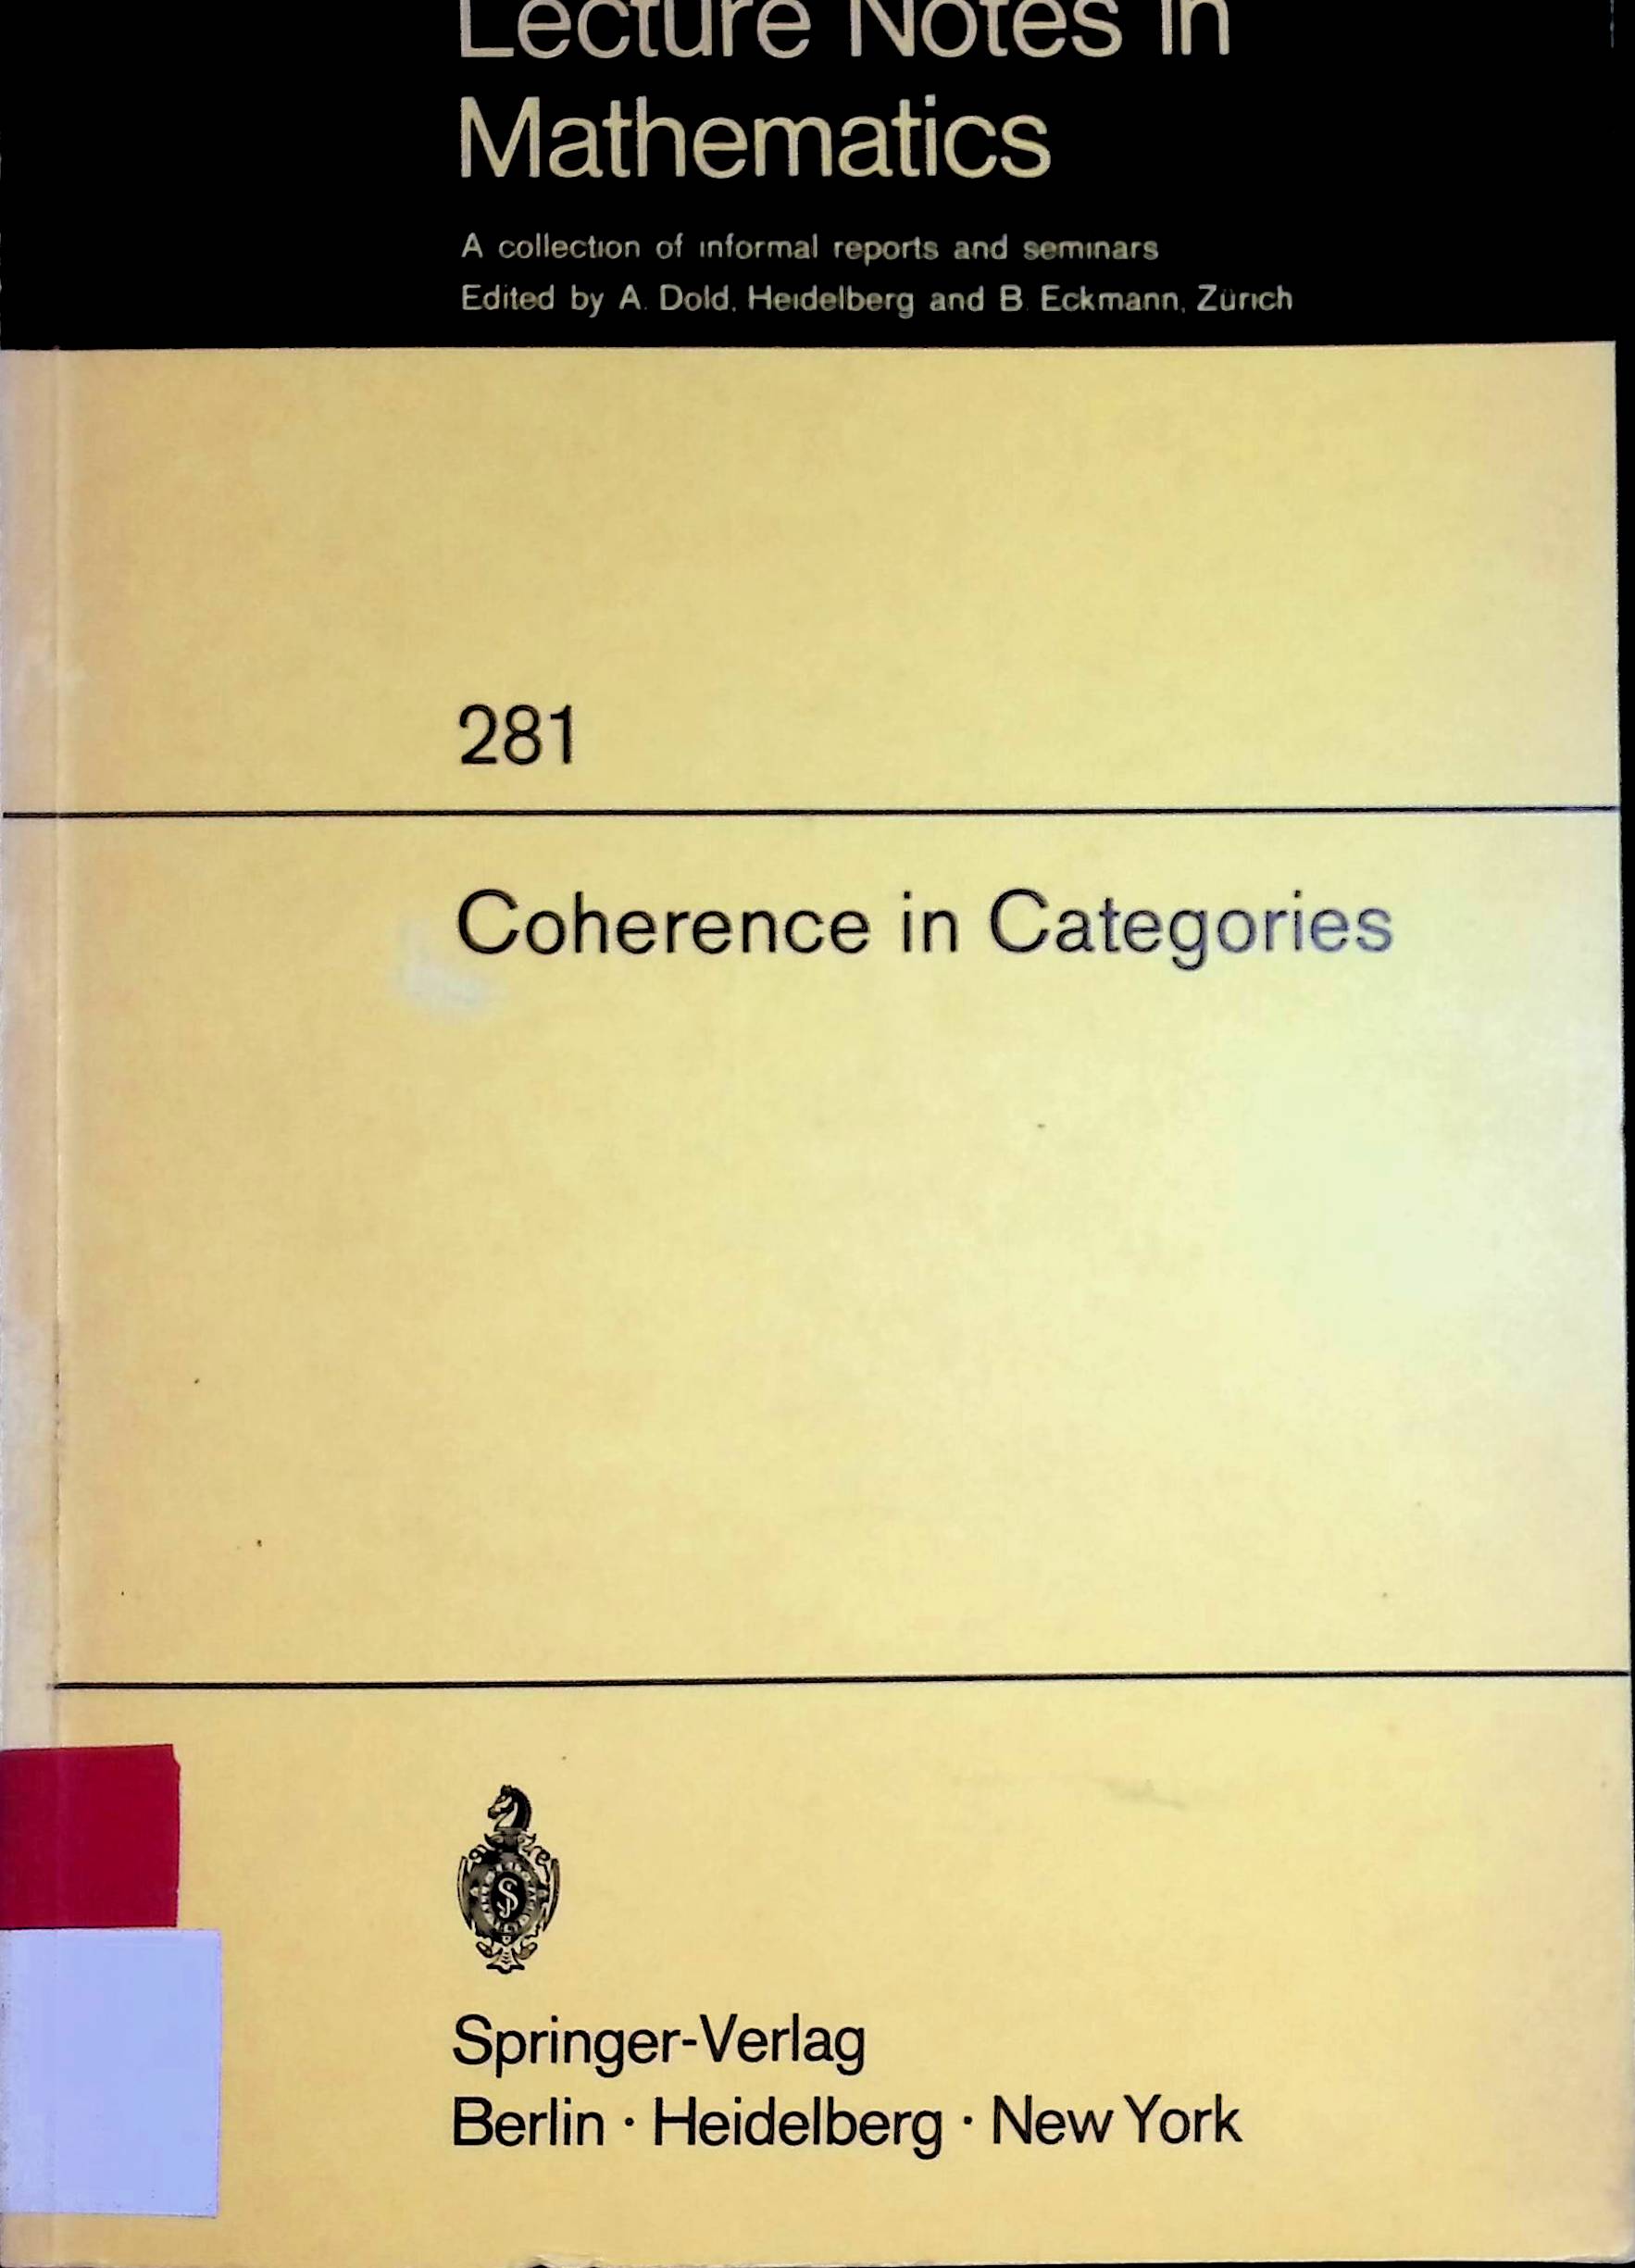 Lecture Notes in
Mathematics
A collection of informal reports and seminars
Edited by A. Dold, Heidelberg and B. Eckmann, Zürich
281
Coherence in Categories
Springer-Verlag
Berlin · Heidelberg · New York